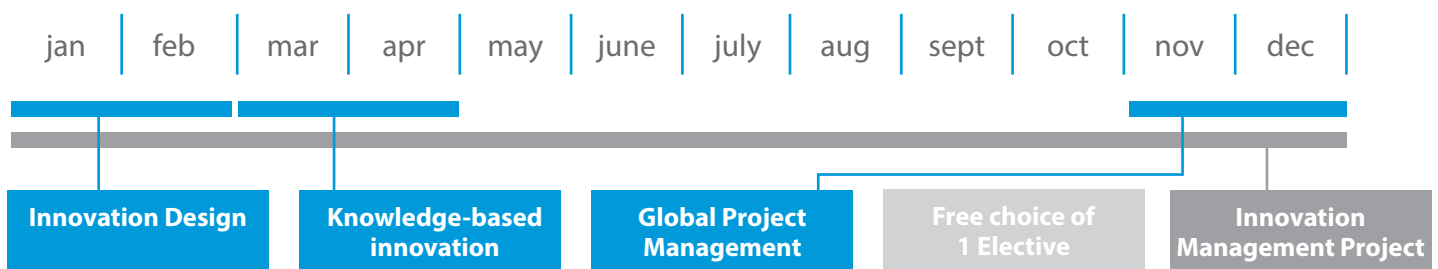 jan feb mar apr may june july aug sept oct nov dec
Innovation Design
Knowledge-based
innovation
Global Project
Management
Free choice of
1 Elective
Innovation
Management Project